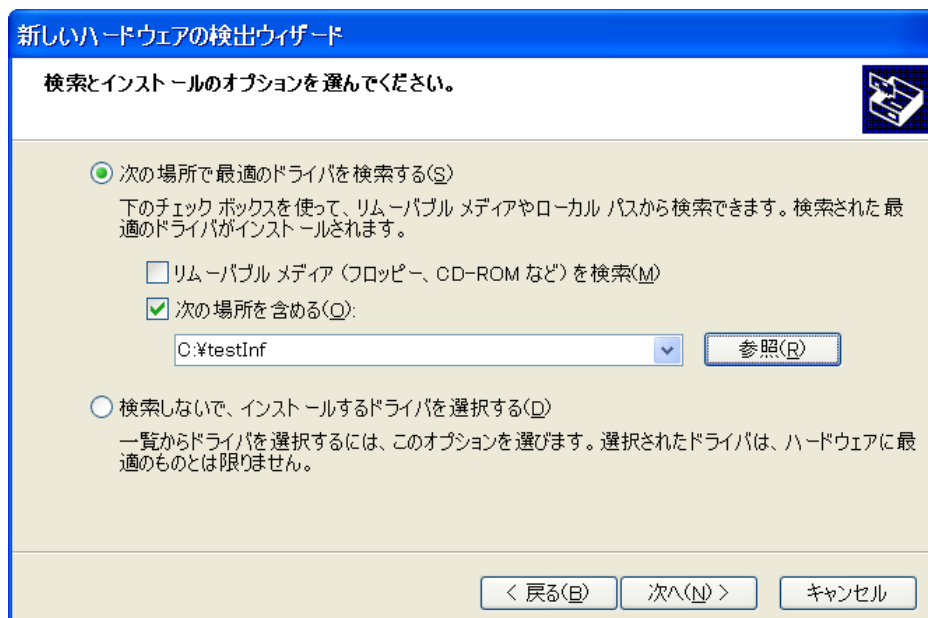 新しいハードウェアの検出ウィザード
検索とインストールのオプションを選んでください。
次の場所で最適のドライバを検索する(S)
下のチェック ボックスを使って、リムーバブル メディアやローカル パスから検索できます。検索された最
適のドライバがインストールされます。
リムーバブル メディア (フロッピー、CD-ROM など) を検索(M)
次の場所を含める(O):
C:¥testInf
参照(R)
検索しないで、インストールするドライバを選択する(D)
一覧からドライバを選択するには、このオプションを選びます。選択されたドライバは、ハードウェアに最
適のものとは限りません。
< 戻る(B)
次へ(N) >
キャンセル